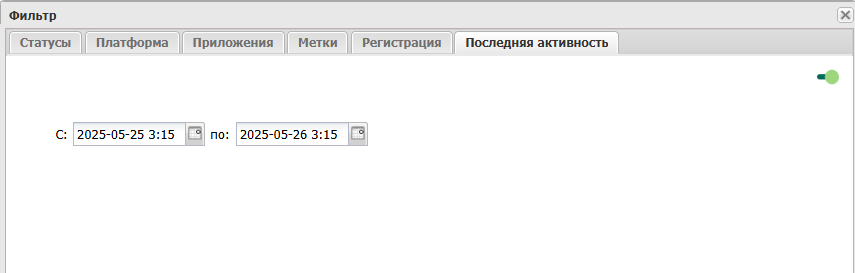 Фильтр
Статусы Платформа Приложения Метки Регистрация Последняя активность
С: 2025-05-25 3:15 по: 2025-05-26 3:15